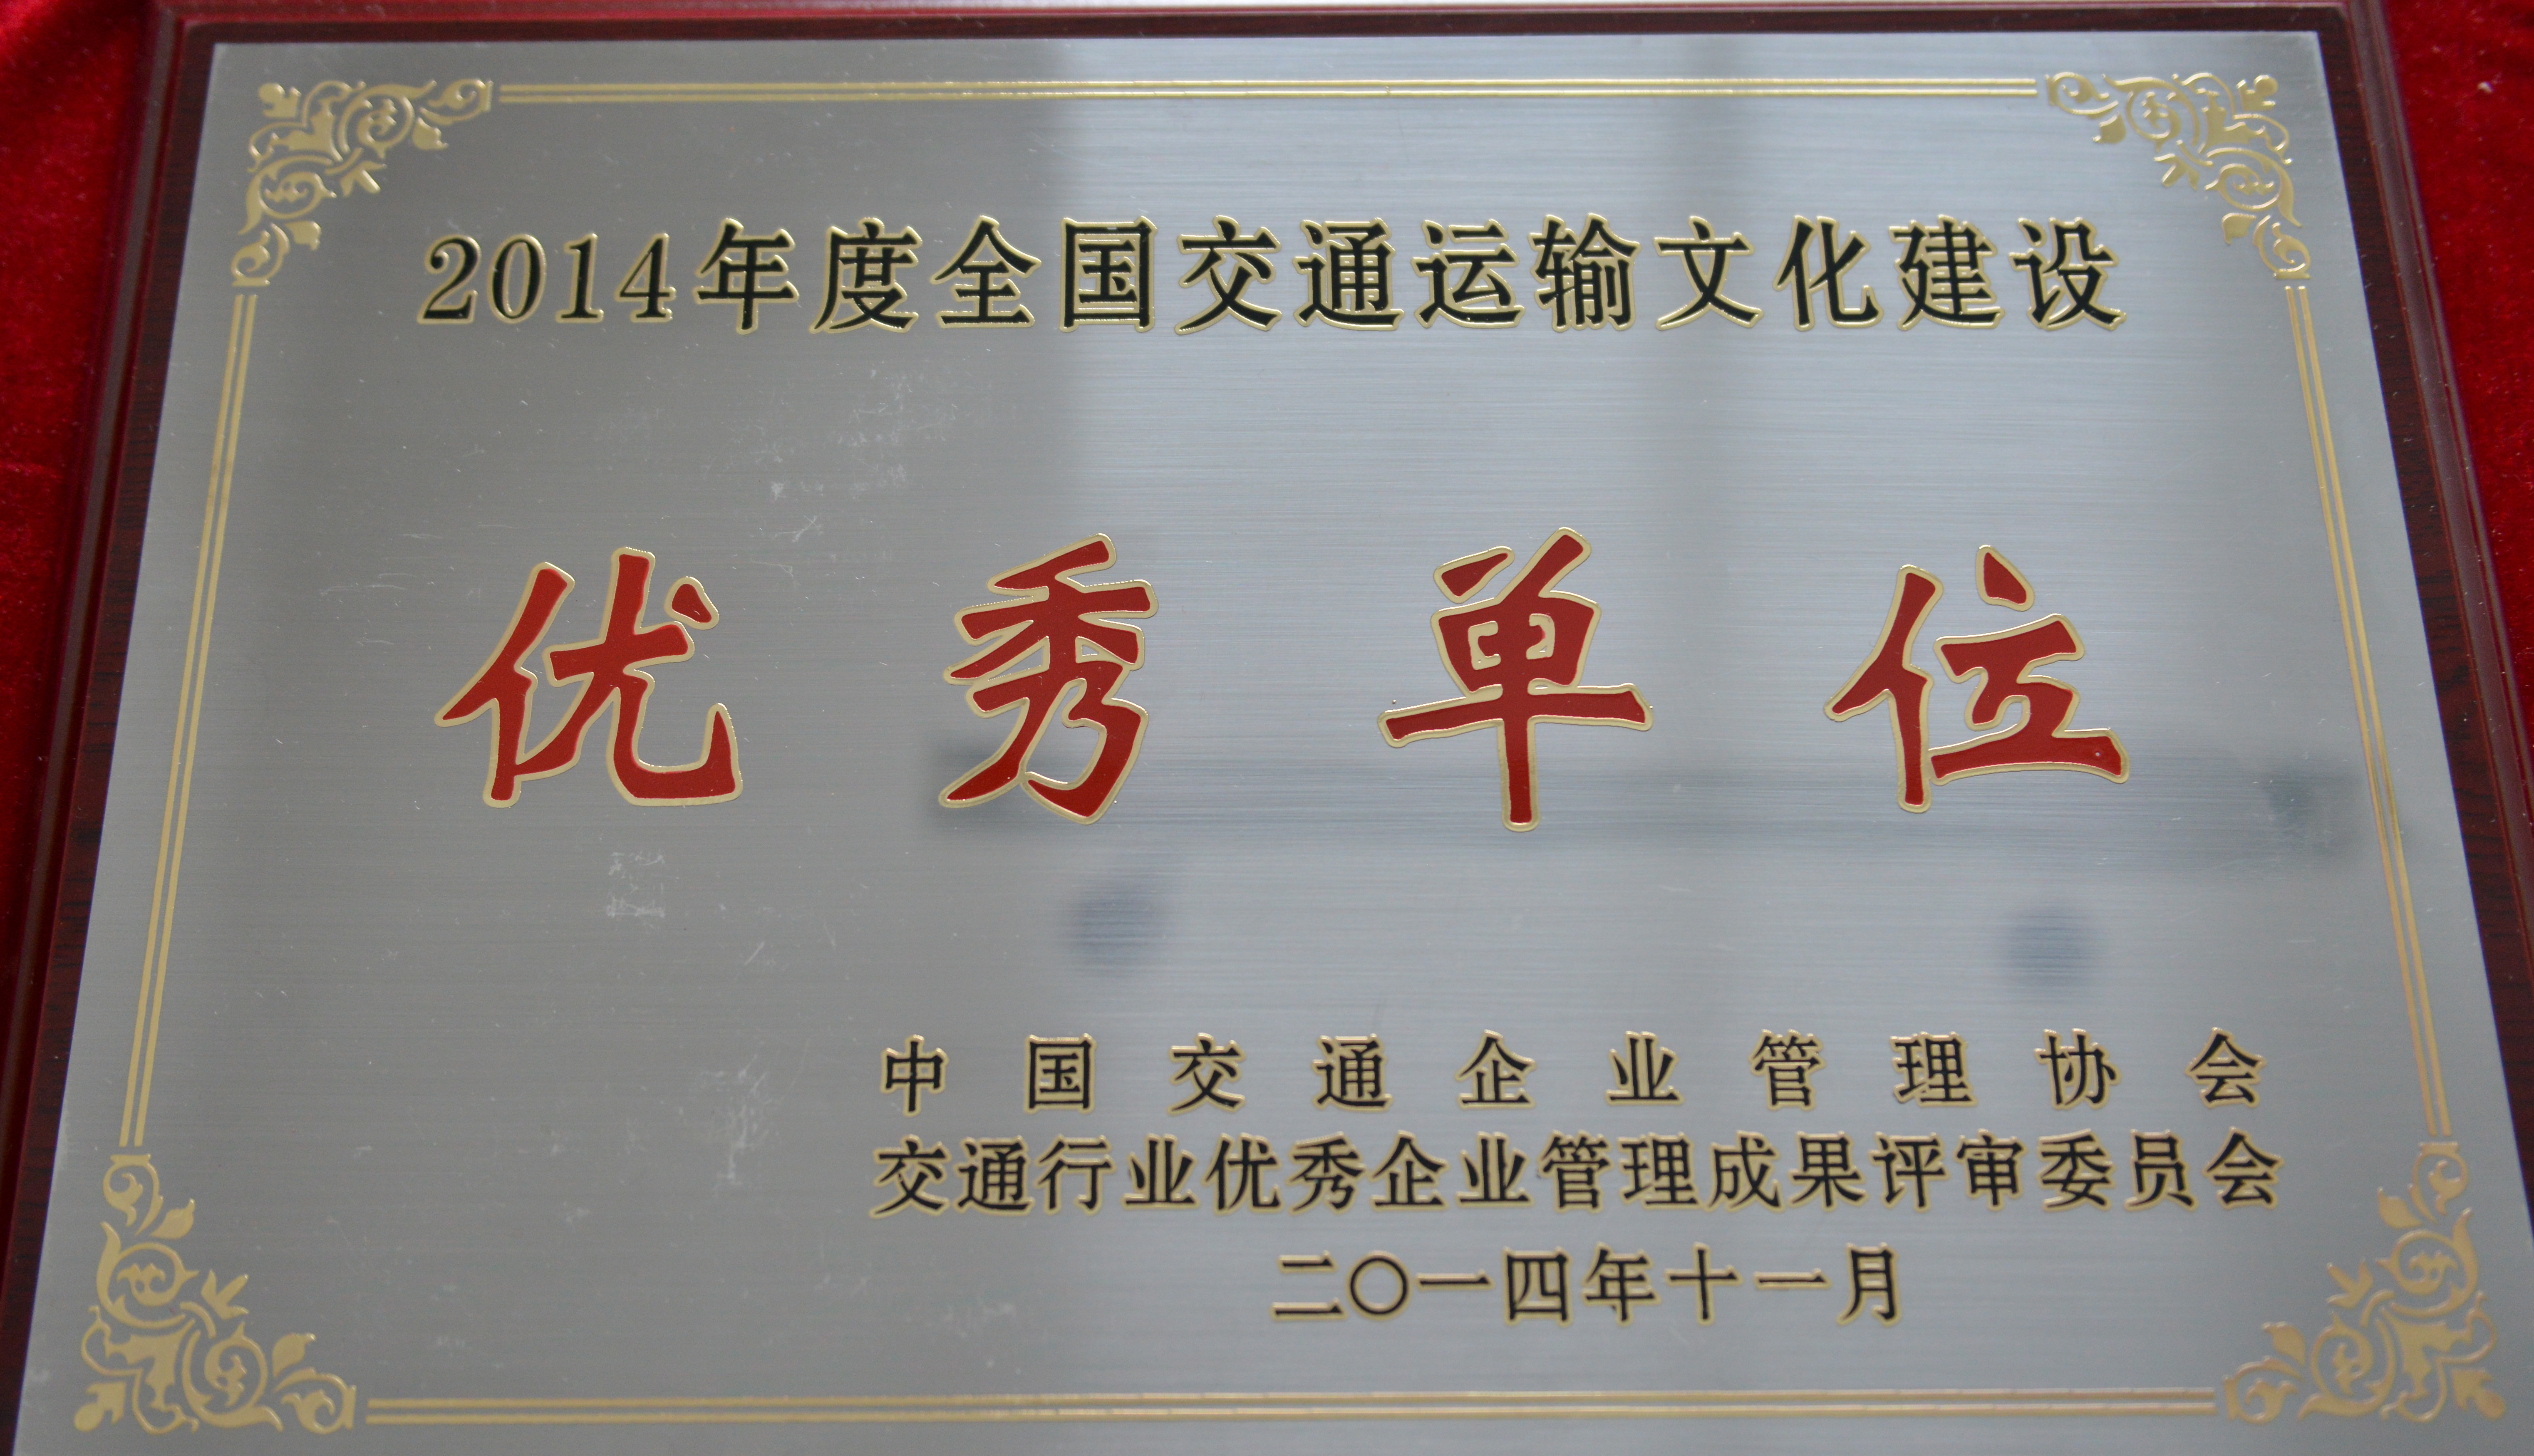 2014年度全国交通运输文化建设
优秀单位
中国交通企业管理协会
交通行业优秀企业管理成果评审委员会
二〇一四年十一月